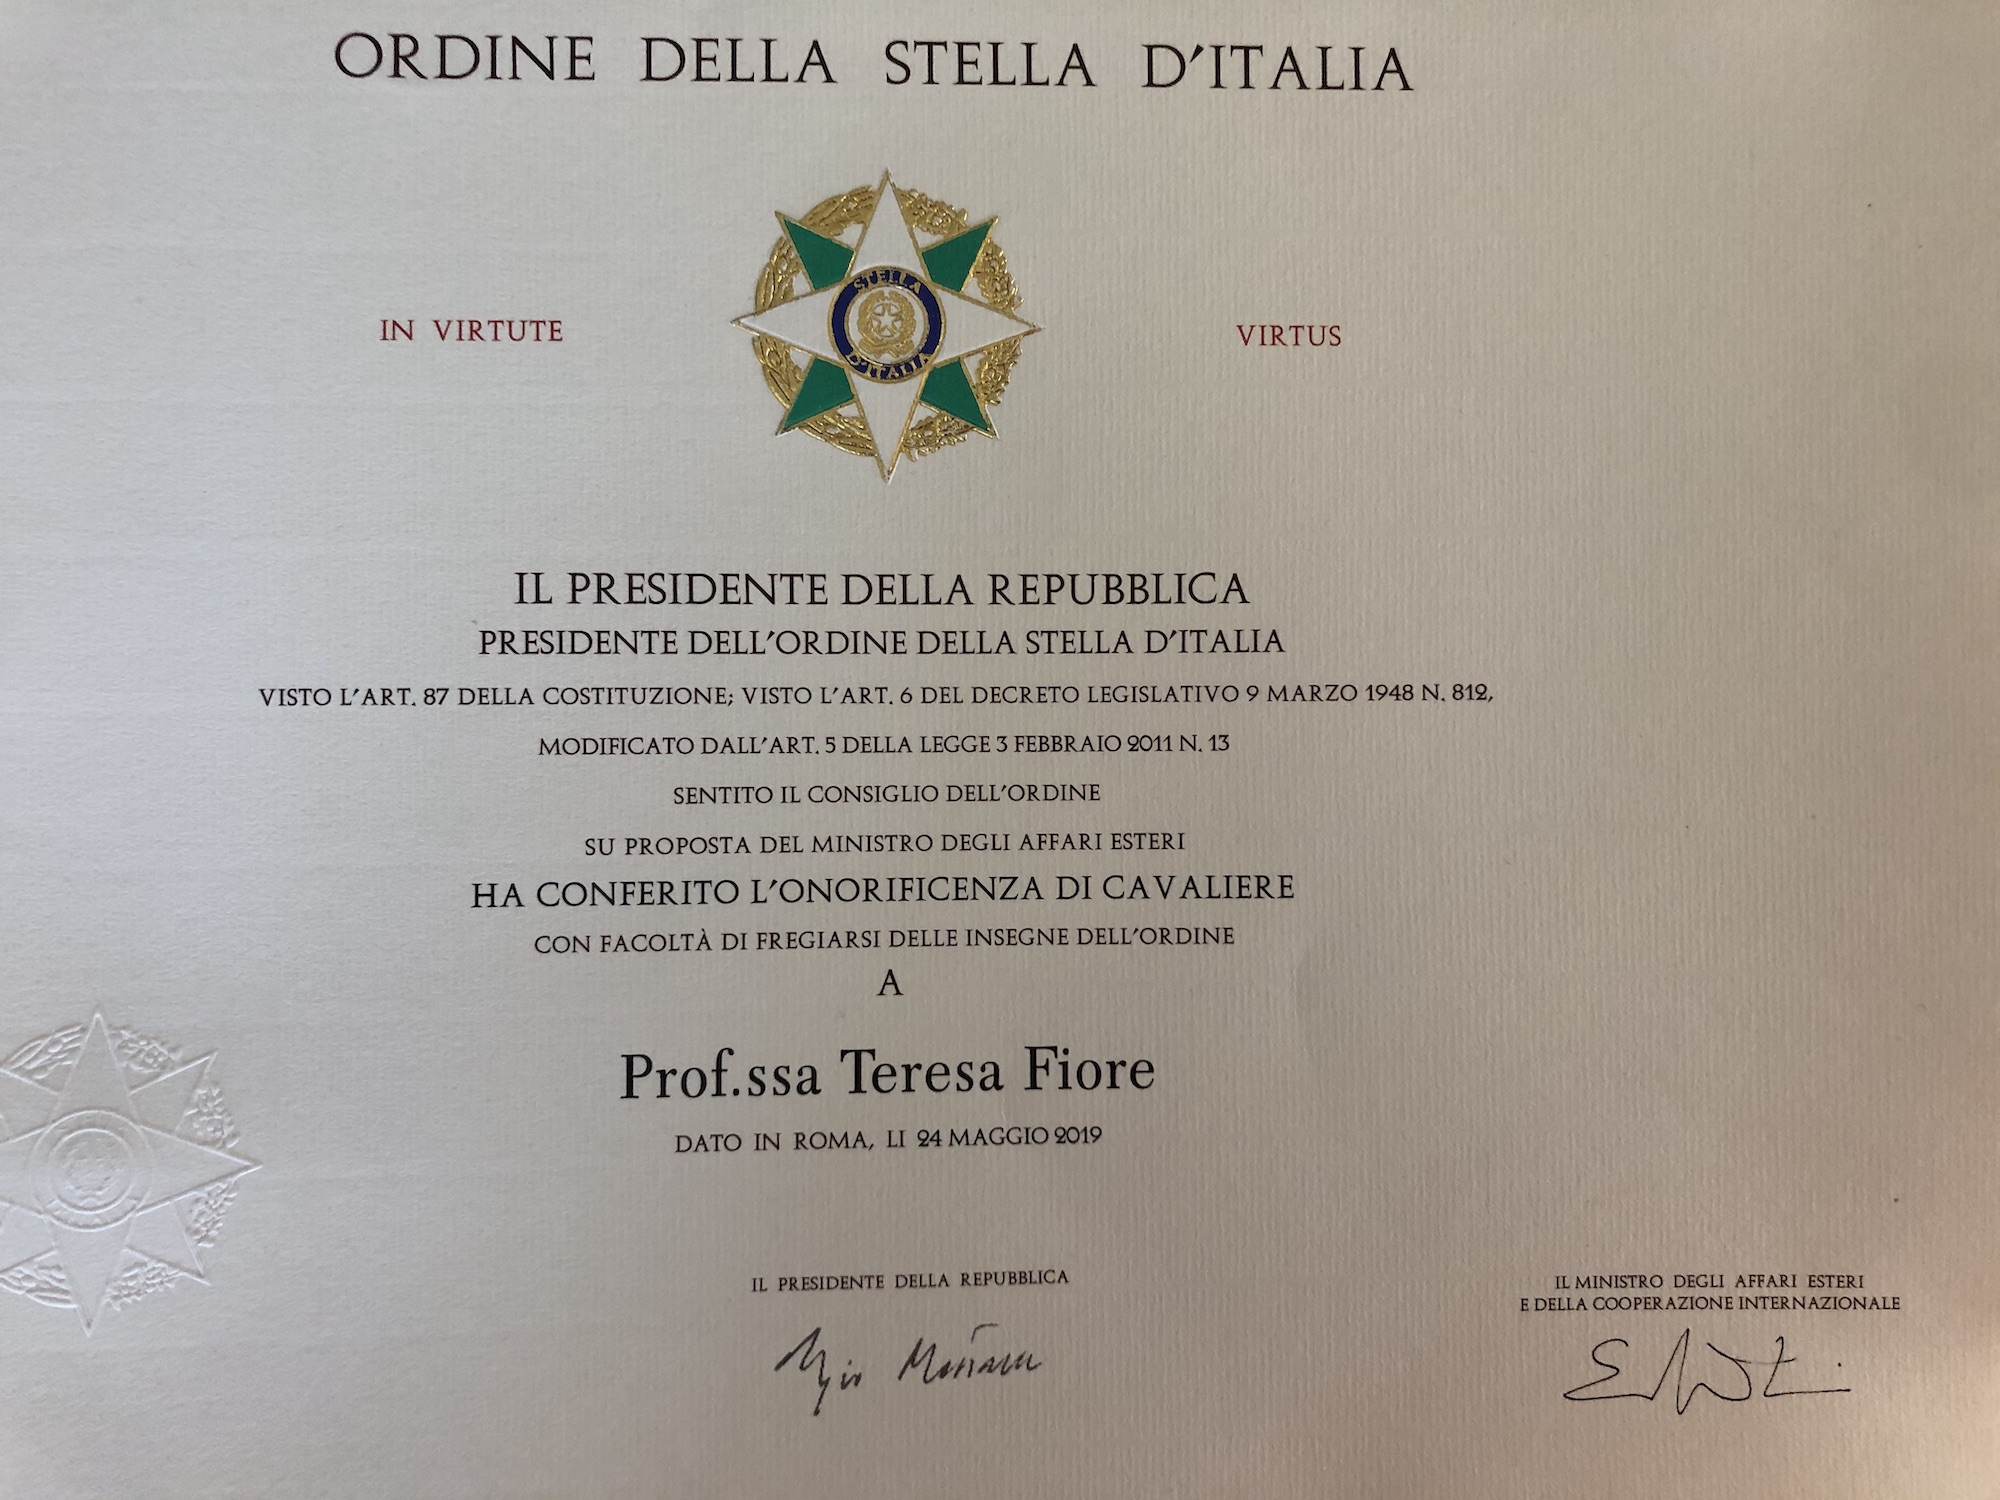 ORDINE DELLA STELLA D'ITALIA
STELLA
D'ITALIA
IN VIRTUTE VIRTUS
IL PRESIDENTE DELLA REPUBBLICA
PRESIDENTE DELL'ORDINE DELLA STELLA D'ITALIA
VISTO L'ART. 87 DELLA COSTITUZIONE; VISTO L'ART. 6 DEL DECRETO LEGISLATIVO 9 MARZO 1948 N. 812,
MODIFICATO DALL'ART. 5 DELLA LEGGE 3 FEBBRAIO 2011 N. 13
SENTITO IL CONSIGLIO DELL'ORDINE
SU PROPOSTA DEL MINISTRO DEGLI AFFARI ESTERI
HA CONFERITO L'ONORIFICENZA DI CAVALIERE
CON FACOLTÀ DI FREGIARSI DELLE INSEGNE DELL'ORDINE
A
Prof.ssa Teresa Fiore
DATO IN ROMA, LI 24 MAGGIO 2019
IL PRESIDENTE DELLA REPUBBLICA
IL MINISTRO DEGLI AFFARI ESTERI
E DELLA COOPERAZIONE INTERNAZIONALE